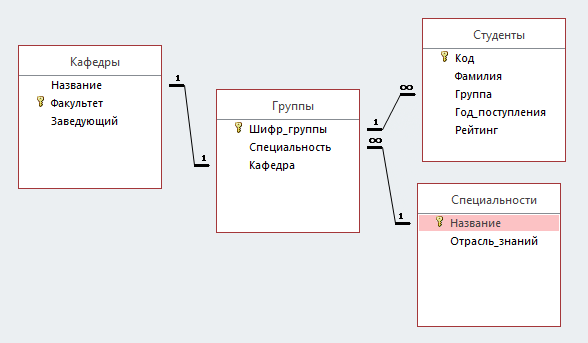 Кафедры
Название
Факультет
Заведующий
1
1
Группы
Шифр_группы
Специальность
Кафедра
1
∞
∞
1
Студенты
Код
Фамилия
Группа
Год_поступления
Рейтинг
Специальности
Название
Отрасль_знаний